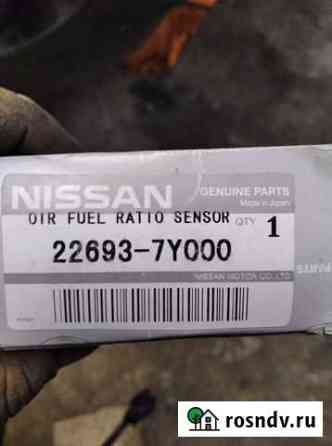 NISSAN
GENUINE PARTS
Made in Japan
OIR FUEL RATIO SENSOR
QTY 1
22693-7Y000
NISSAN MOTOR CO.,LTD.
rosndv.ru